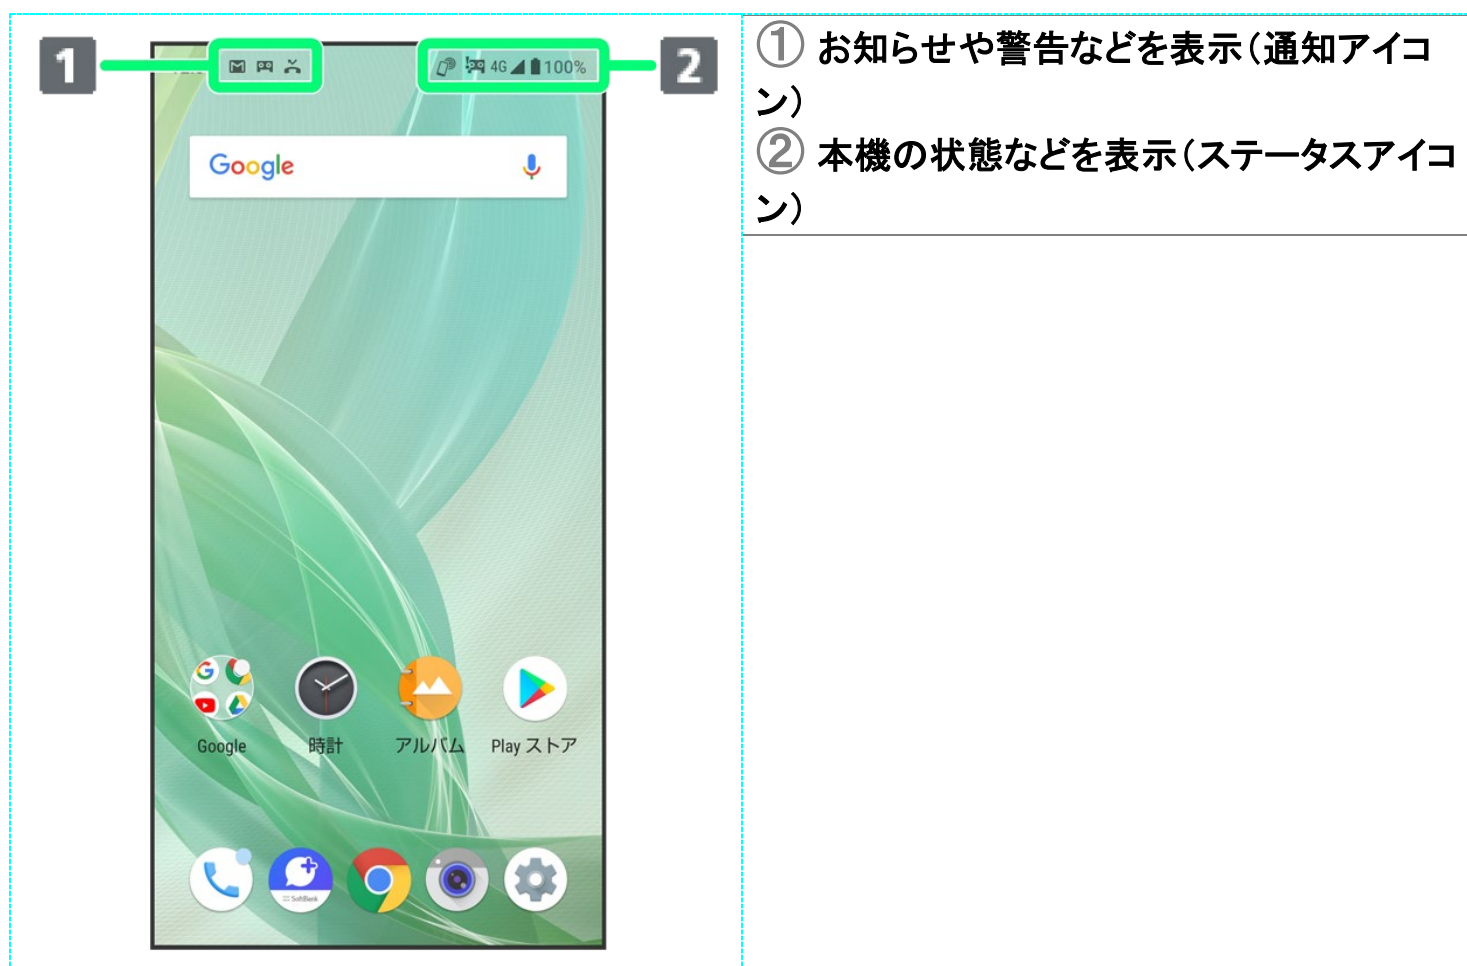 1
2
4G 100%
Google
Google
時計
アルバム
Play ストア
SoftBank
① お知らせや警告などを表示（通知アイコ
ン）
② 本機の状態などを表示（ステータスアイコ
ン）